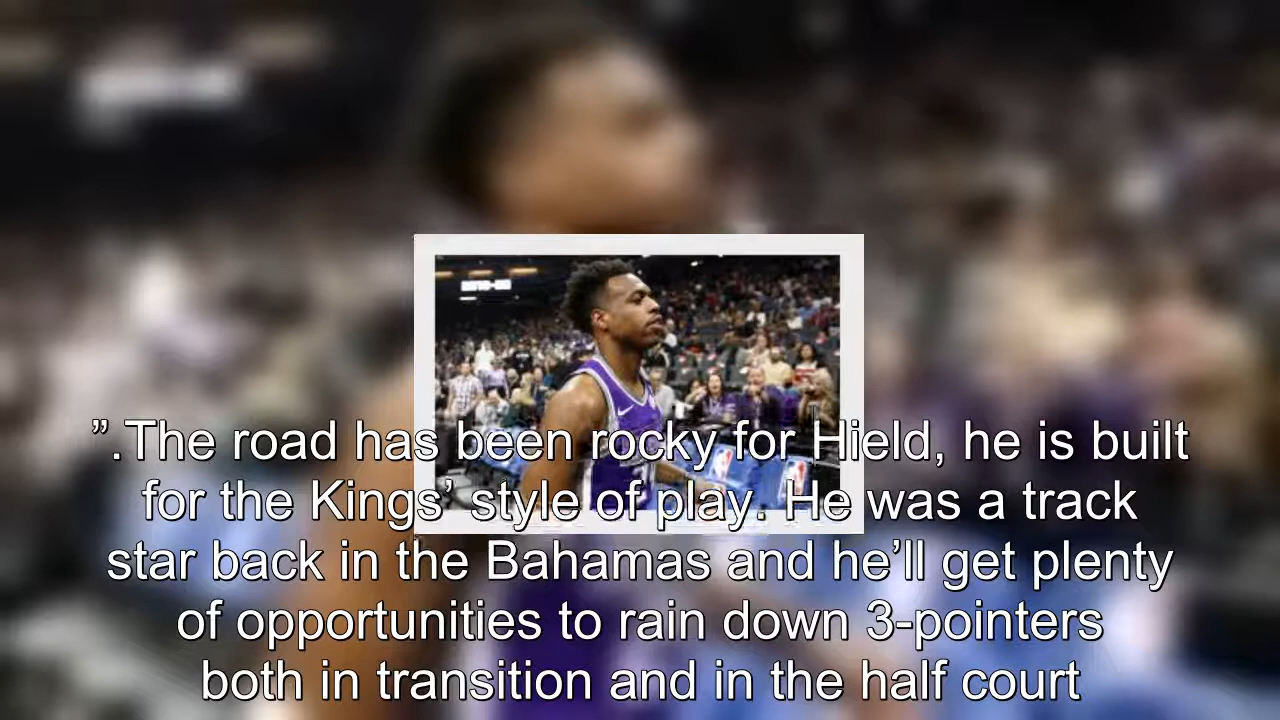 ”.The road has been rocky for Hield, he is built
for the Kings’ style of play. He was a track
star back in the Bahamas and he’ll get plenty
of opportunities to rain down 3-pointers
both in transition and in the half court